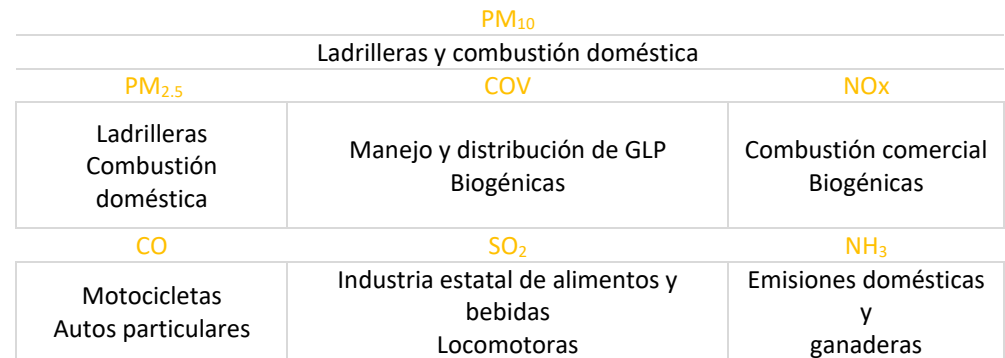 PM₁₀
Ladrilleras y combustión doméstica
PM₂.₅ COV NOx
Ladrilleras
Combustión
doméstica
Manejo y distribución de GLP
Biogénicas
Combustión comercial
Biogénicas
CO SO₂ NH₃
Motocicletas
Autos particulares
Industria estatal de alimentos y
bebidas
Locomotoras
Emisiones domésticas
y
ganaderas